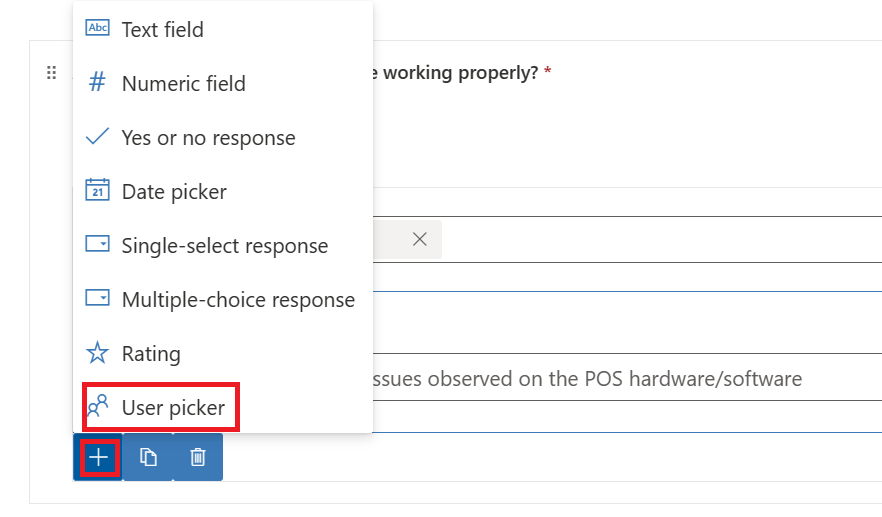 Abc Text field
# Numeric field
working properly? *
Yes or no response
21 Date picker
Single-select response
Multiple-choice response
Rating
observed on the POS hardware/software
User picker